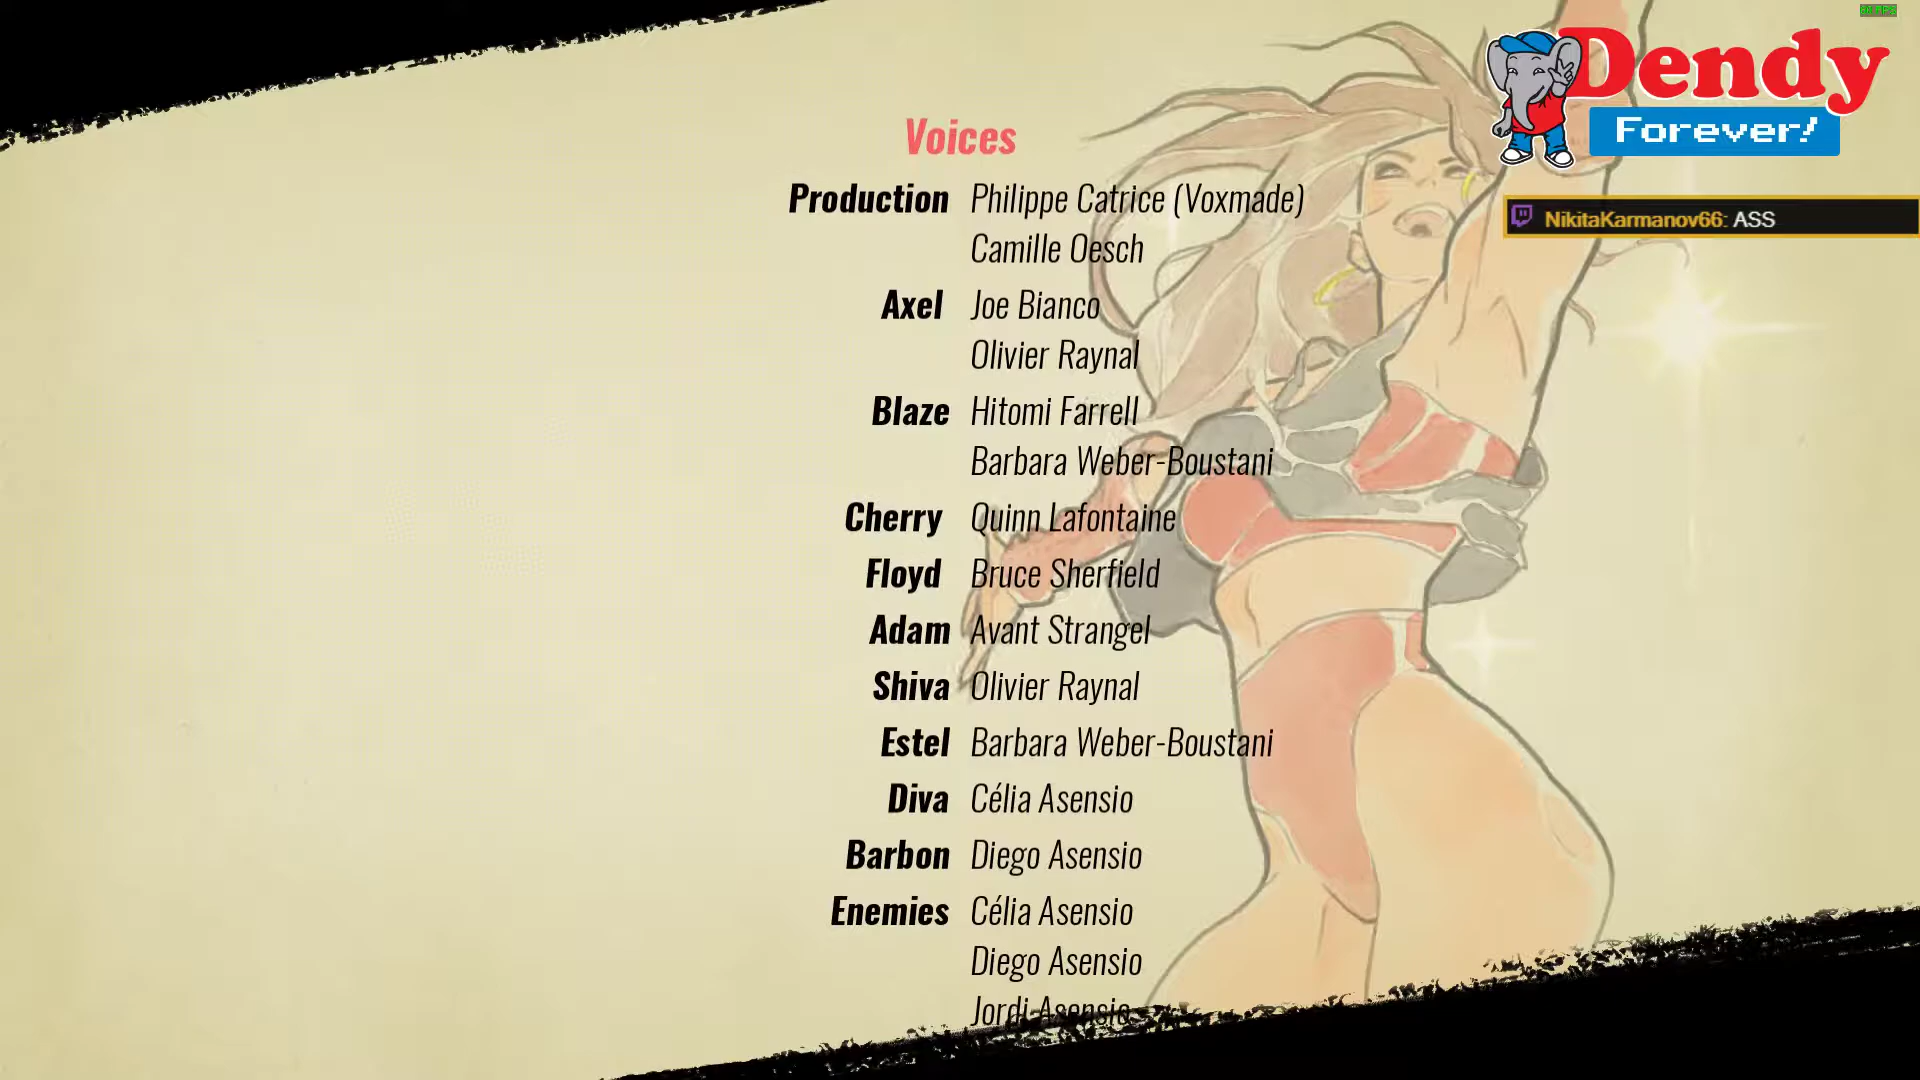 Dendy
Forever!
NikitaKarmanov66: ASS
Voices
Production Philippe Catrice (Voxmade)
Camille Oesch
Axel Joe Bianco
Olivier Raynal
Blaze Hitomi Farrell
Barbara Weber-Boustani
Cherry Quinn Lafontaine
Floyd Bruce Sherfield
Adam Avant Strangel
Shiva Olivier Raynal
Estel Barbara Weber-Boustani
Diva Célia Asensio
Barbon Diego Asensio
Enemies Célia Asensio
Diego Asensio
Jordi Asensio